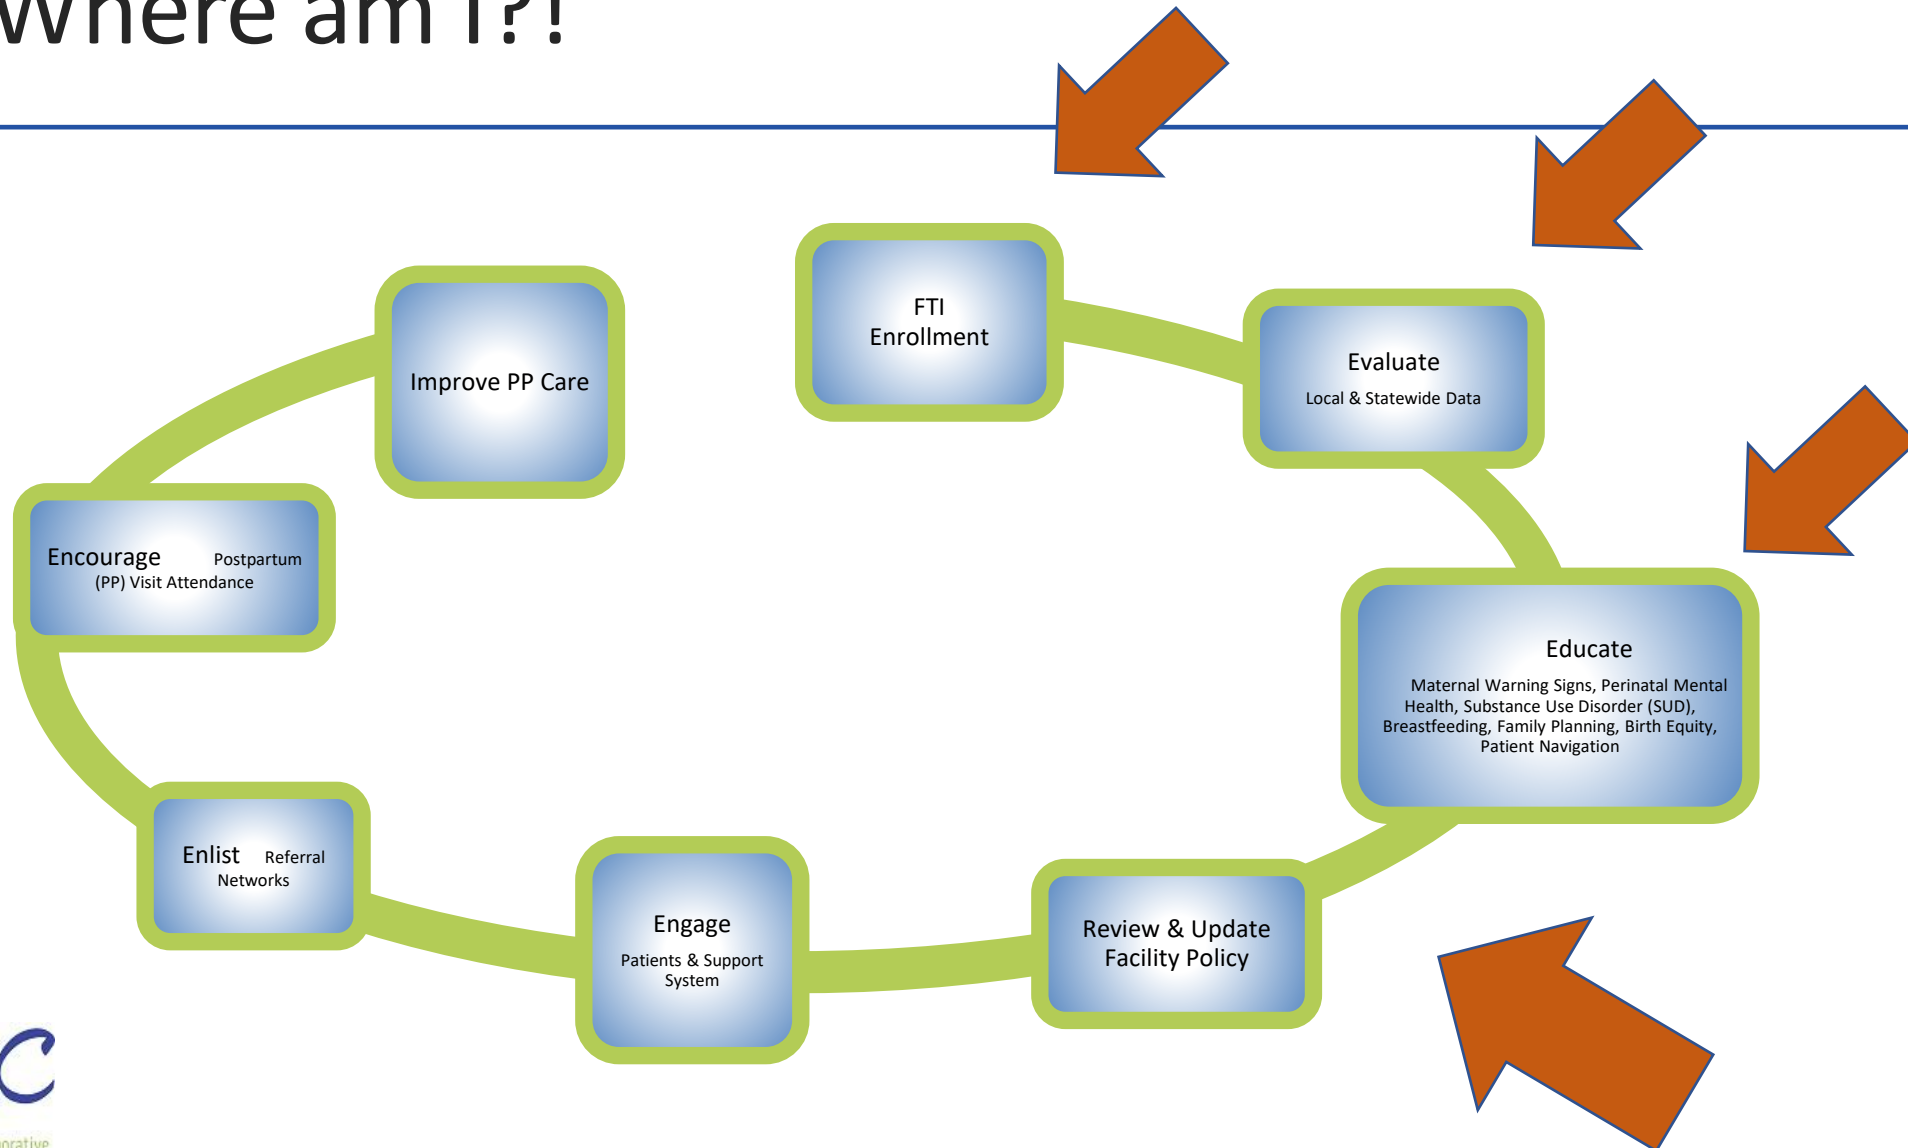 Where am I?!
FTI
Enrollment
Evaluate
Local & Statewide Data
Educate
Maternal Warning Signs, Perinatal Mental
Health, Substance Use Disorder (SUD),
Breastfeeding, Family Planning, Birth Equity,
Patient Navigation
Review & Update
Facility Policy
Engage
Patients & Support
System
Enlist Referral
Networks
Encourage Postpartum
(PP) Visit Attendance
Improve PP Care
C